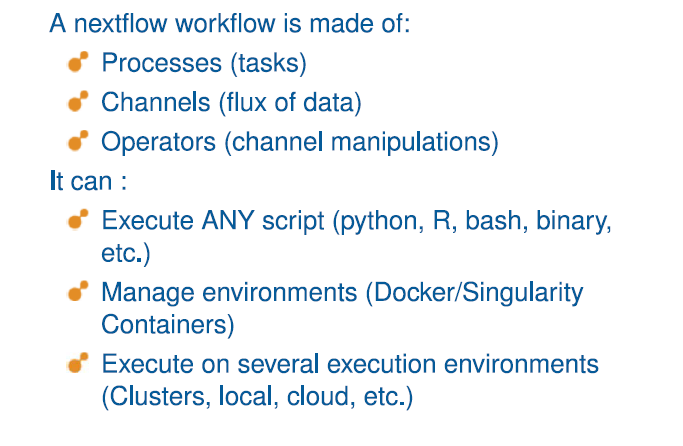 A nextflow workflow is made of:
Processes (tasks)
Channels (flux of data)
Operators (channel manipulations)
It can :
Execute ANY script (python, R, bash, binary,
etc.)
Manage environments (Docker/Singularity
Containers)
Execute on several execution environments
(Clusters, local, cloud, etc.)